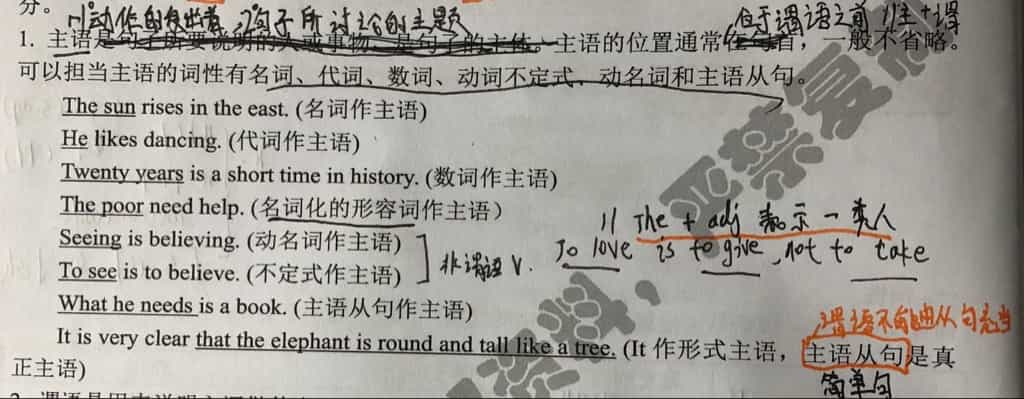 分。
1°动作的发出者，2°句子所讨论的主题
位于谓语之前 //主+谓
1. 主语是句子所要说明的人或事物，是句子的主体。主语的位置通常在句首，一般不省略。
可以担当主语的词性有名词、代词、数词、动词不定式、动名词和主语从句。
The sun rises in the east. (名词作主语)
He likes dancing. (代词作主语)
Twenty years is a short time in history. (数词作主语)
The poor need help. (名词化的形容词作主语)
// The + adj 表示一类人
Seeing is believing. (动名词作主语)
To love is to give, not to take
非谓语 V.
To see is to believe. (不定式作主语)
What he needs is a book. (主语从句作主语)
谓语不能由从句充当
It is very clear that the elephant is round and tall like a tree. (It 作形式主语，主语从句是真
正主语)
简单句
严禁复制